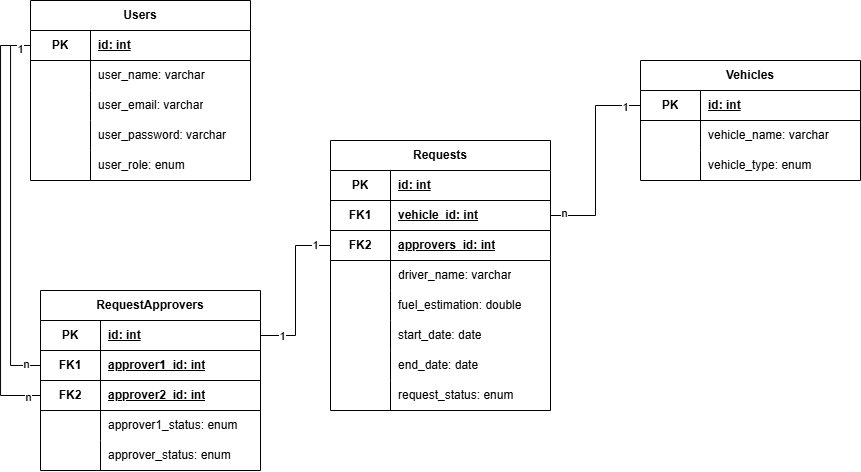 Users
PK id: int
user_name: varchar
user_email: varchar
user_password: varchar
user_role: enum
1
Vehicles
PK id: int
vehicle_name: varchar
vehicle_type: enum
1
Requests
PK id: int
FK1 vehicle_id: int
n
FK2 approvers_id: int
1
driver_name: varchar
fuel_estimation: double
start_date: date
end_date: date
request_status: enum
RequestApprovers
PK id: int
1
n
FK1 approver1_id: int
n
FK2 approver2_id: int
approver1_status: enum
approver_status: enum